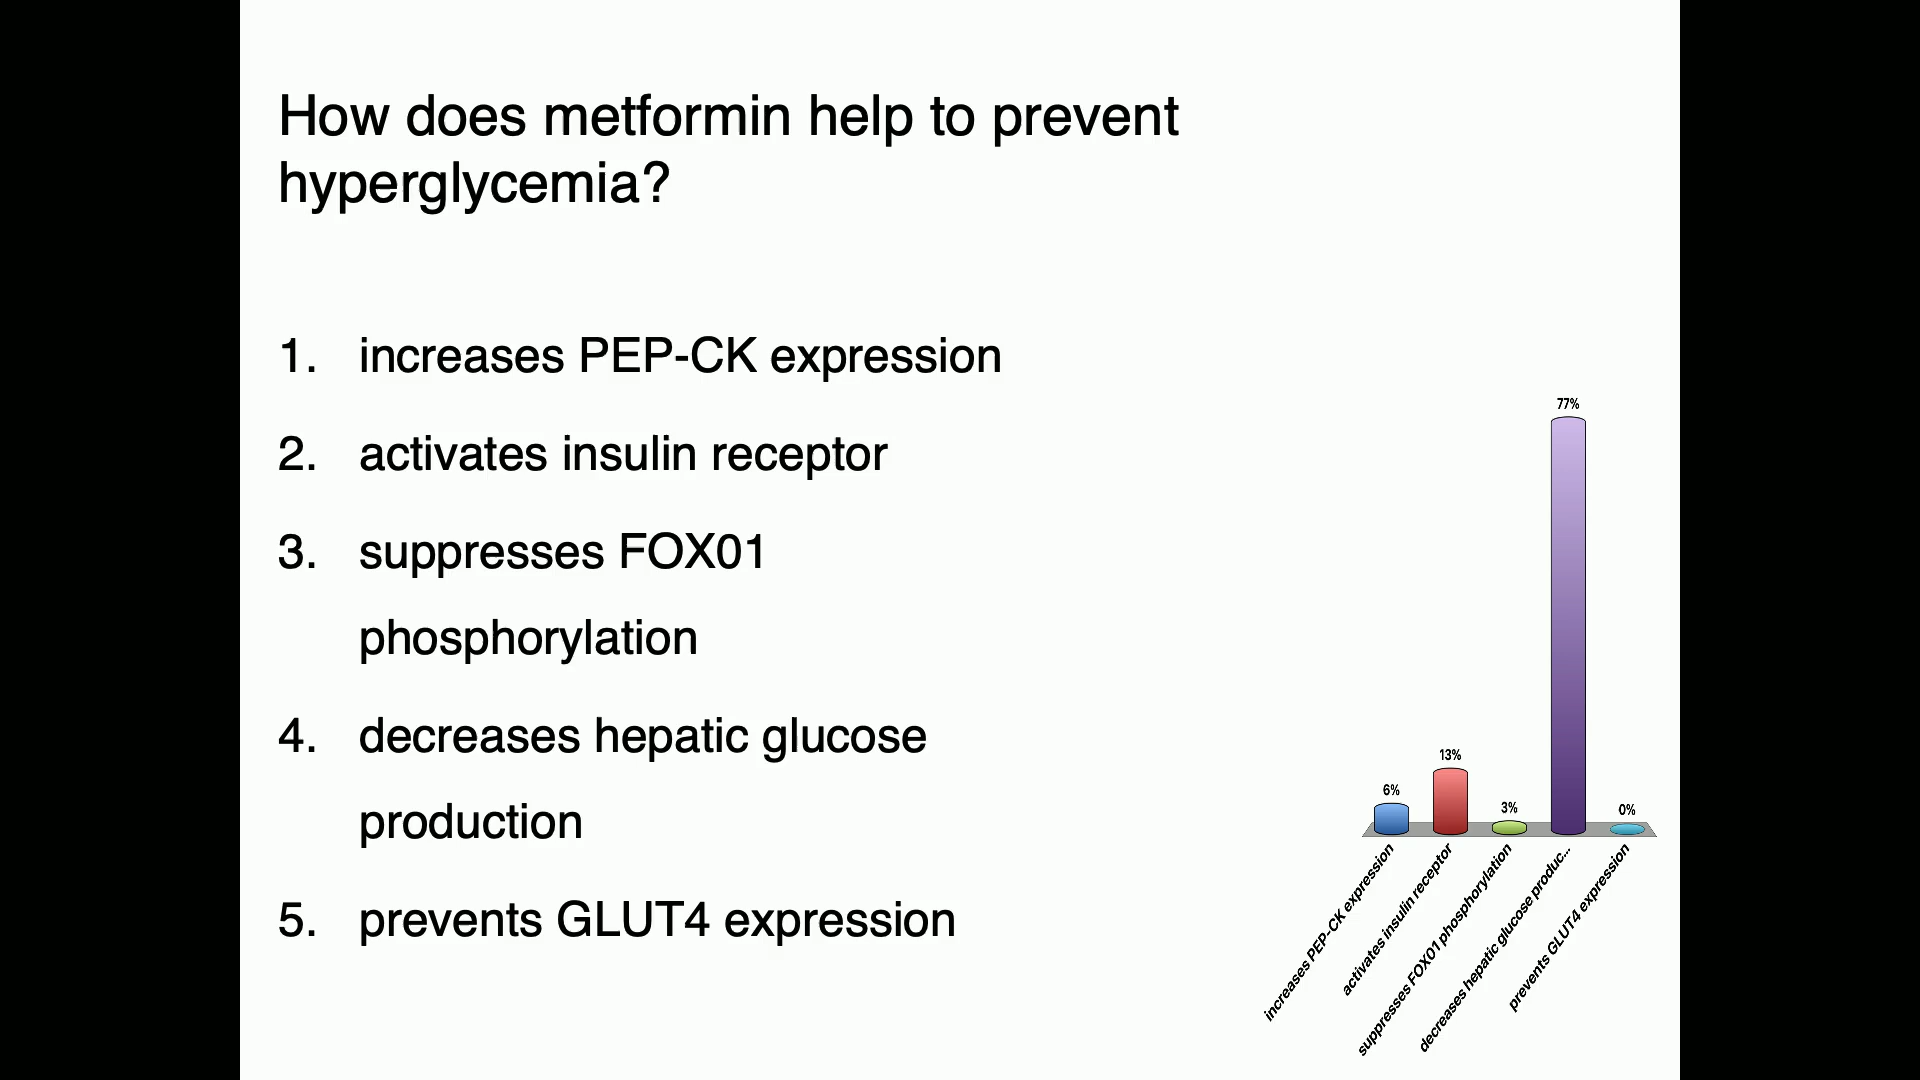 How does metformin help to prevent
hyperglycemia?
1. increases PEP-CK expression
2. activates insulin receptor
3. suppresses FOX01
phosphorylation
4. decreases hepatic glucose
production
5. prevents GLUT4 expression
77%
13%
6%
3%
0%
increases PEP-CK expression
activates insulin receptor
suppresses FOX01 phosphorylation
decreases hepatic glucose produc...
prevents GLUT4 expression